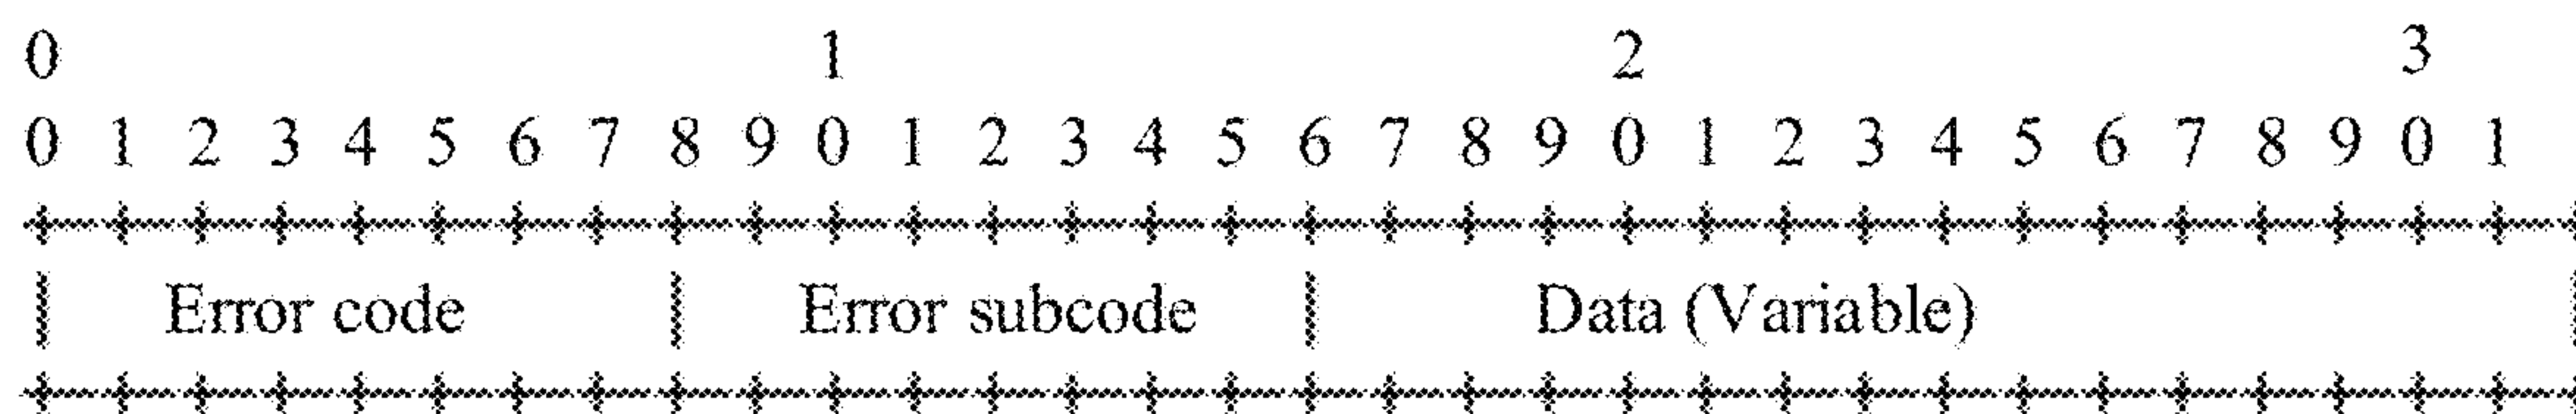 0 1 2 3
0 1 2 3 4 5 6 7 8 9 0 1 2 3 4 5 6 7 8 9 0 1 2 3 4 5 6 7 8 9 0 1
+-+-+-+-+-+-+-+-+-+-+-+-+-+-+-+-+-+-+-+-+-+-+-+-+-+-+-+-+-+-+-+-+
| Error code | Error subcode | Data (Variable) |
+-+-+-+-+-+-+-+-+-+-+-+-+-+-+-+-+-+-+-+-+-+-+-+-+-+-+-+-+-+-+-+-+